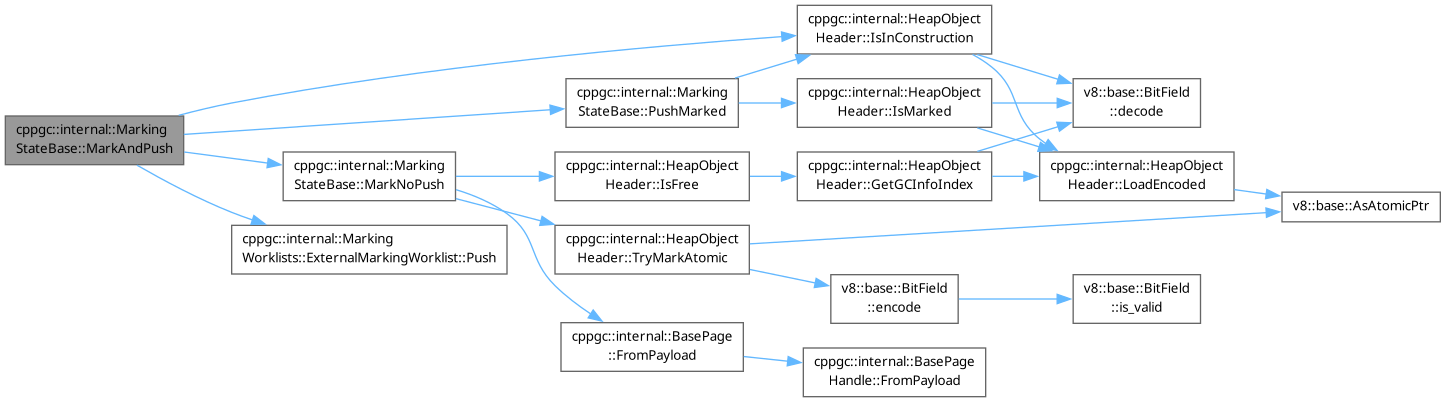 cppgc::internal::Marking
StateBase::MarkAndPush
cppgc::internal::HeapObject
Header::IsInConstruction
cppgc::internal::Marking
StateBase::PushMarked
cppgc::internal::HeapObject
Header::IsMarked
v8::base::BitField
::decode
cppgc::internal::Marking
StateBase::MarkNoPush
cppgc::internal::HeapObject
Header::IsFree
cppgc::internal::HeapObject
Header::GetGCInfoIndex
cppgc::internal::HeapObject
Header::LoadEncoded
v8::base::AsAtomicPtr
cppgc::internal::Marking
Worklists::ExternalMarkingWorklist::Push
cppgc::internal::HeapObject
Header::TryMarkAtomic
v8::base::BitField
::encode
v8::base::BitField
::is_valid
cppgc::internal::BasePage
::FromPayload
cppgc::internal::BasePage
Handle::FromPayload